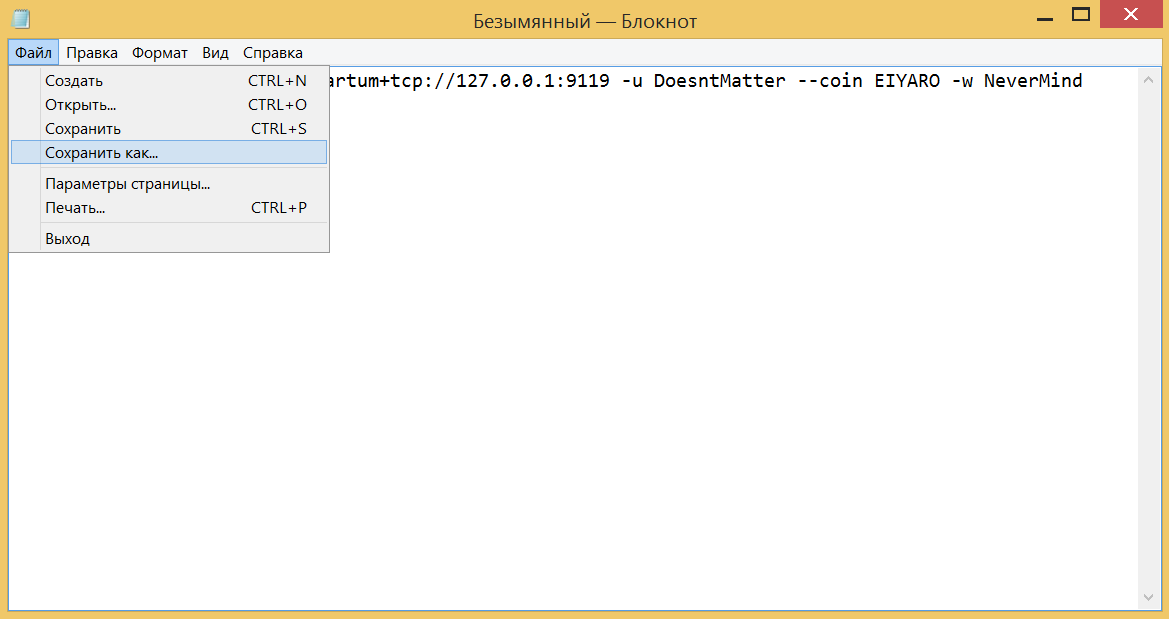 Безымянный — Блокнот
Файл Правка Формат Вид Справка
artum+tcp://127.0.0.1:9119 -u DoesntMatter --coin EIYARO -w NeverMind
Создать CTRL+N
Открыть... CTRL+O
Сохранить CTRL+S
Сохранить как...
Параметры страницы...
Печать... CTRL+P
Выход